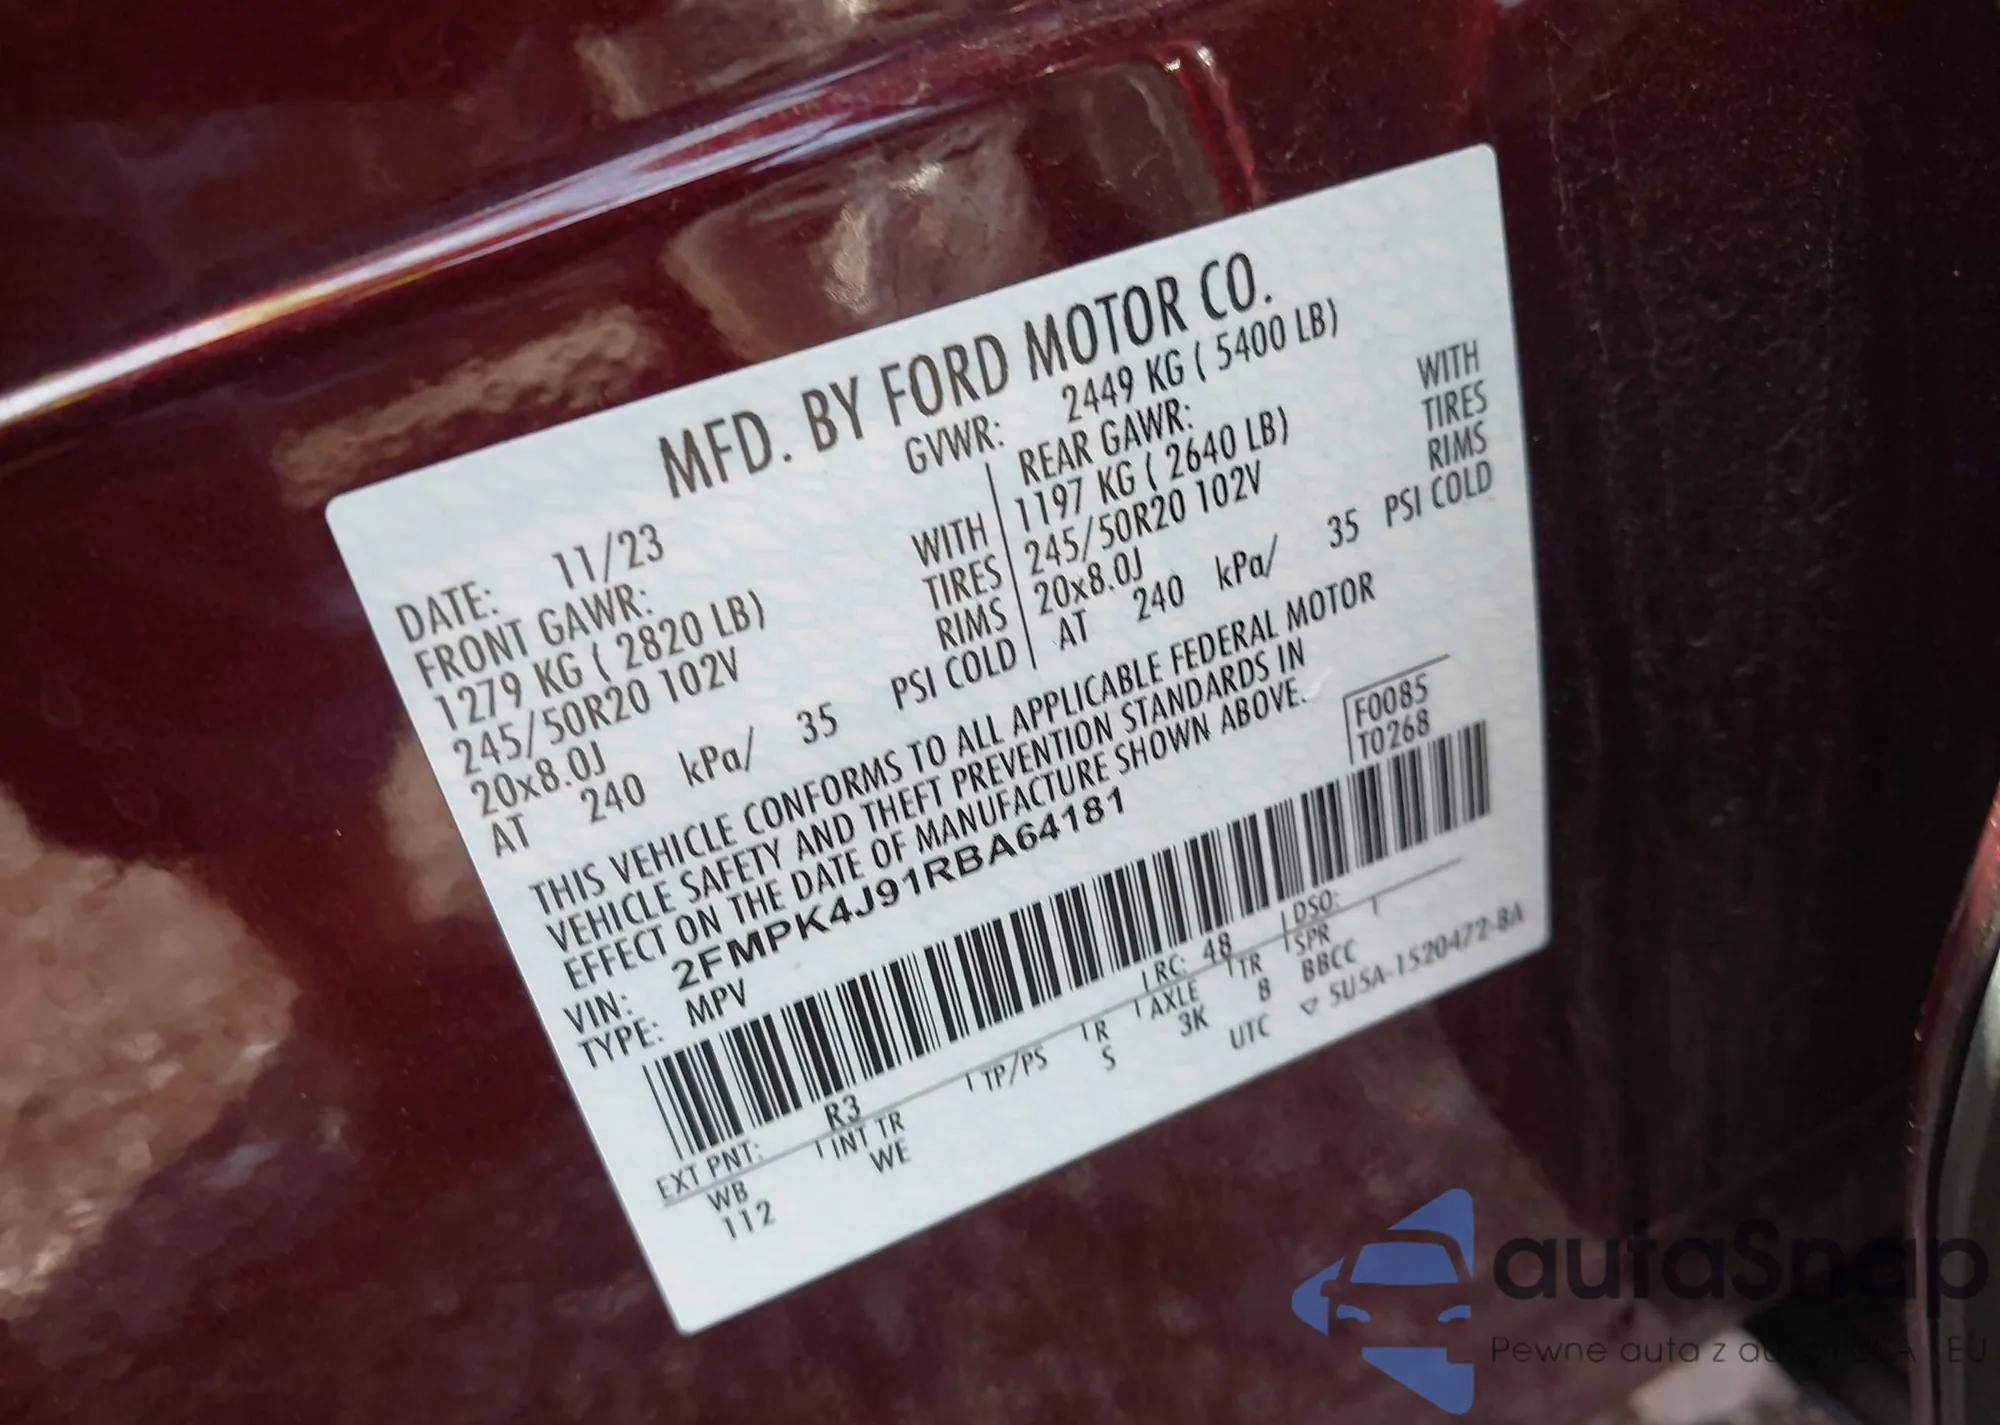 MFD. BY FORD MOTOR CO.
DATE: 11/23 GVWR: 2449 KG ( 5400 LB)
FRONT GAWR: REAR GAWR:
1279 KG ( 2820 LB) WITH 1197 KG ( 2640 LB) WITH
245/50R20 102V TIRES 245/50R20 102V TIRES
20x8.0J RIMS 20x8.0J RIMS
AT 240 kPa/ 35 PSI COLD AT 240 kPa/ 35 PSI COLD
THIS VEHICLE CONFORMS TO ALL APPLICABLE FEDERAL MOTOR
VEHICLE SAFETY AND THEFT PREVENTION STANDARDS IN
EFFECT ON THE DATE OF MANUFACTURE SHOWN ABOVE.
F0085
T0268
VIN: 2FMPK4J91RBA64181
TYPE: MPV
EXT PNT: R3 RC: 48 DSO:
WB INT TR TP/PS R AXLE TR SPR
112 WE S 3K 8 BBCC
UTC ▽ 5U5A-1520472-BA
autaSnap
Pewne auta z EU